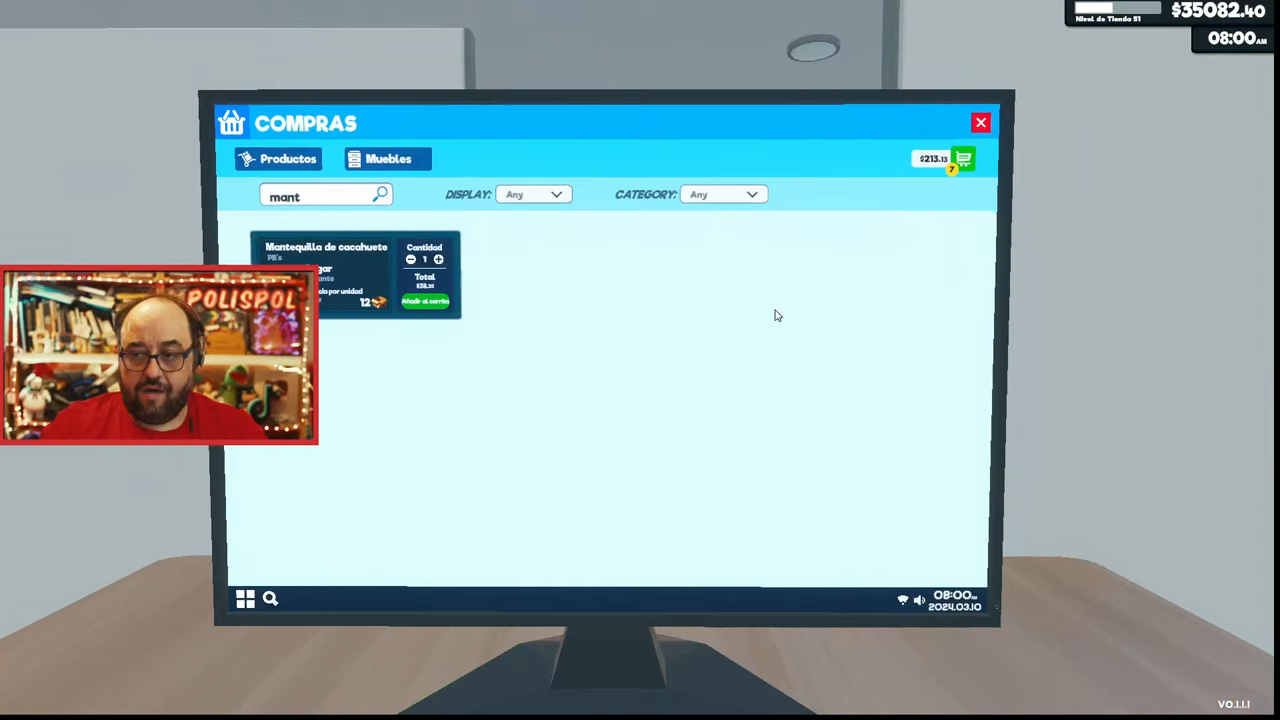 $35082.40
Nivel de Tienda 51
08:00AM
COMPRAS
Productos
Muebles
$213.13
7
mant
DISPLAY: Any
CATEGORY: Any
Mantequilla de cacahuete
PB's
Cantidad
1
Total
Añadir al carrito
12
POLISPOL
08:00
2024.03.10
V0.1.1.1